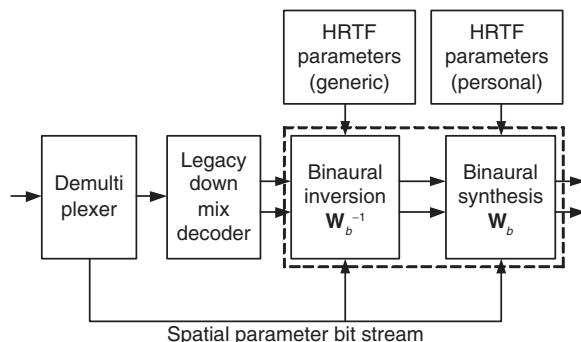 HRTF
parameters
(generic)
HRTF
parameters
(personal)
Demulti
plexer
Legacy
down
mix
decoder
Binaural
inversion
W_b^{-1}
Binaural
synthesis
W_b
Spatial parameter bit stream